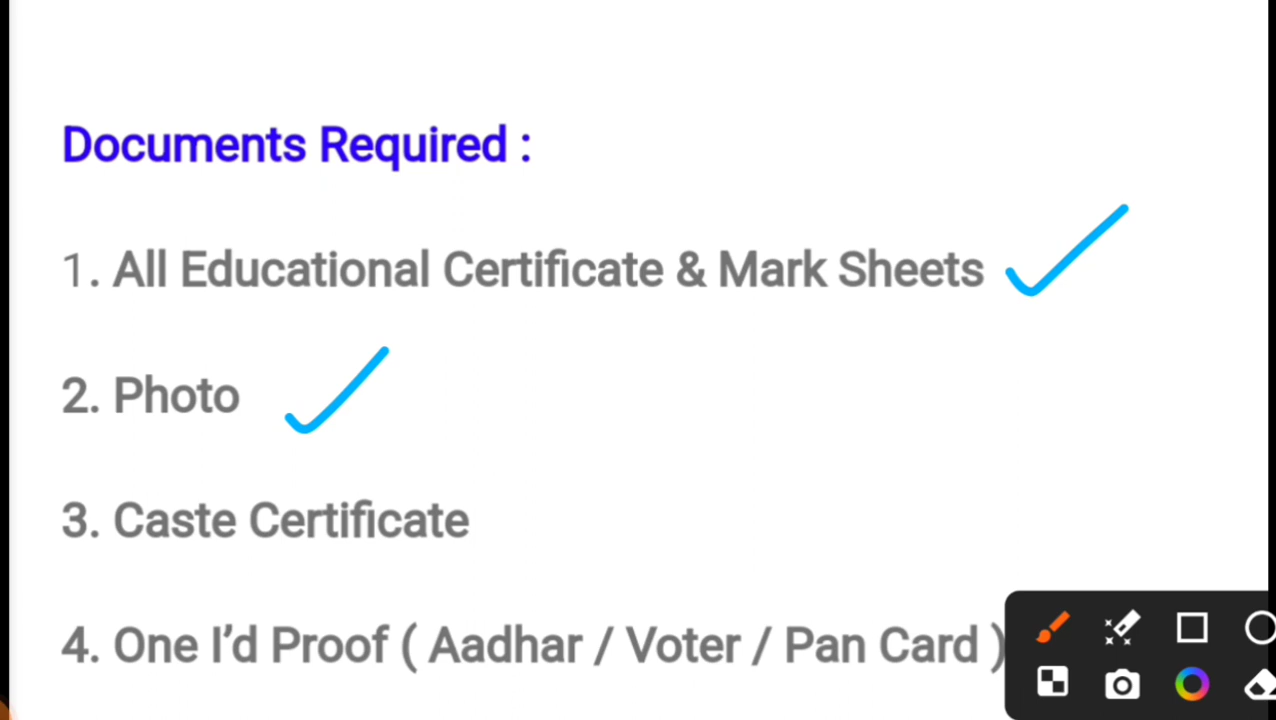 Documents Required :
1. All Educational Certificate & Mark Sheets
2. Photo
3. Caste Certificate
4. One I’d Proof ( Aadhar / Voter / Pan Card )